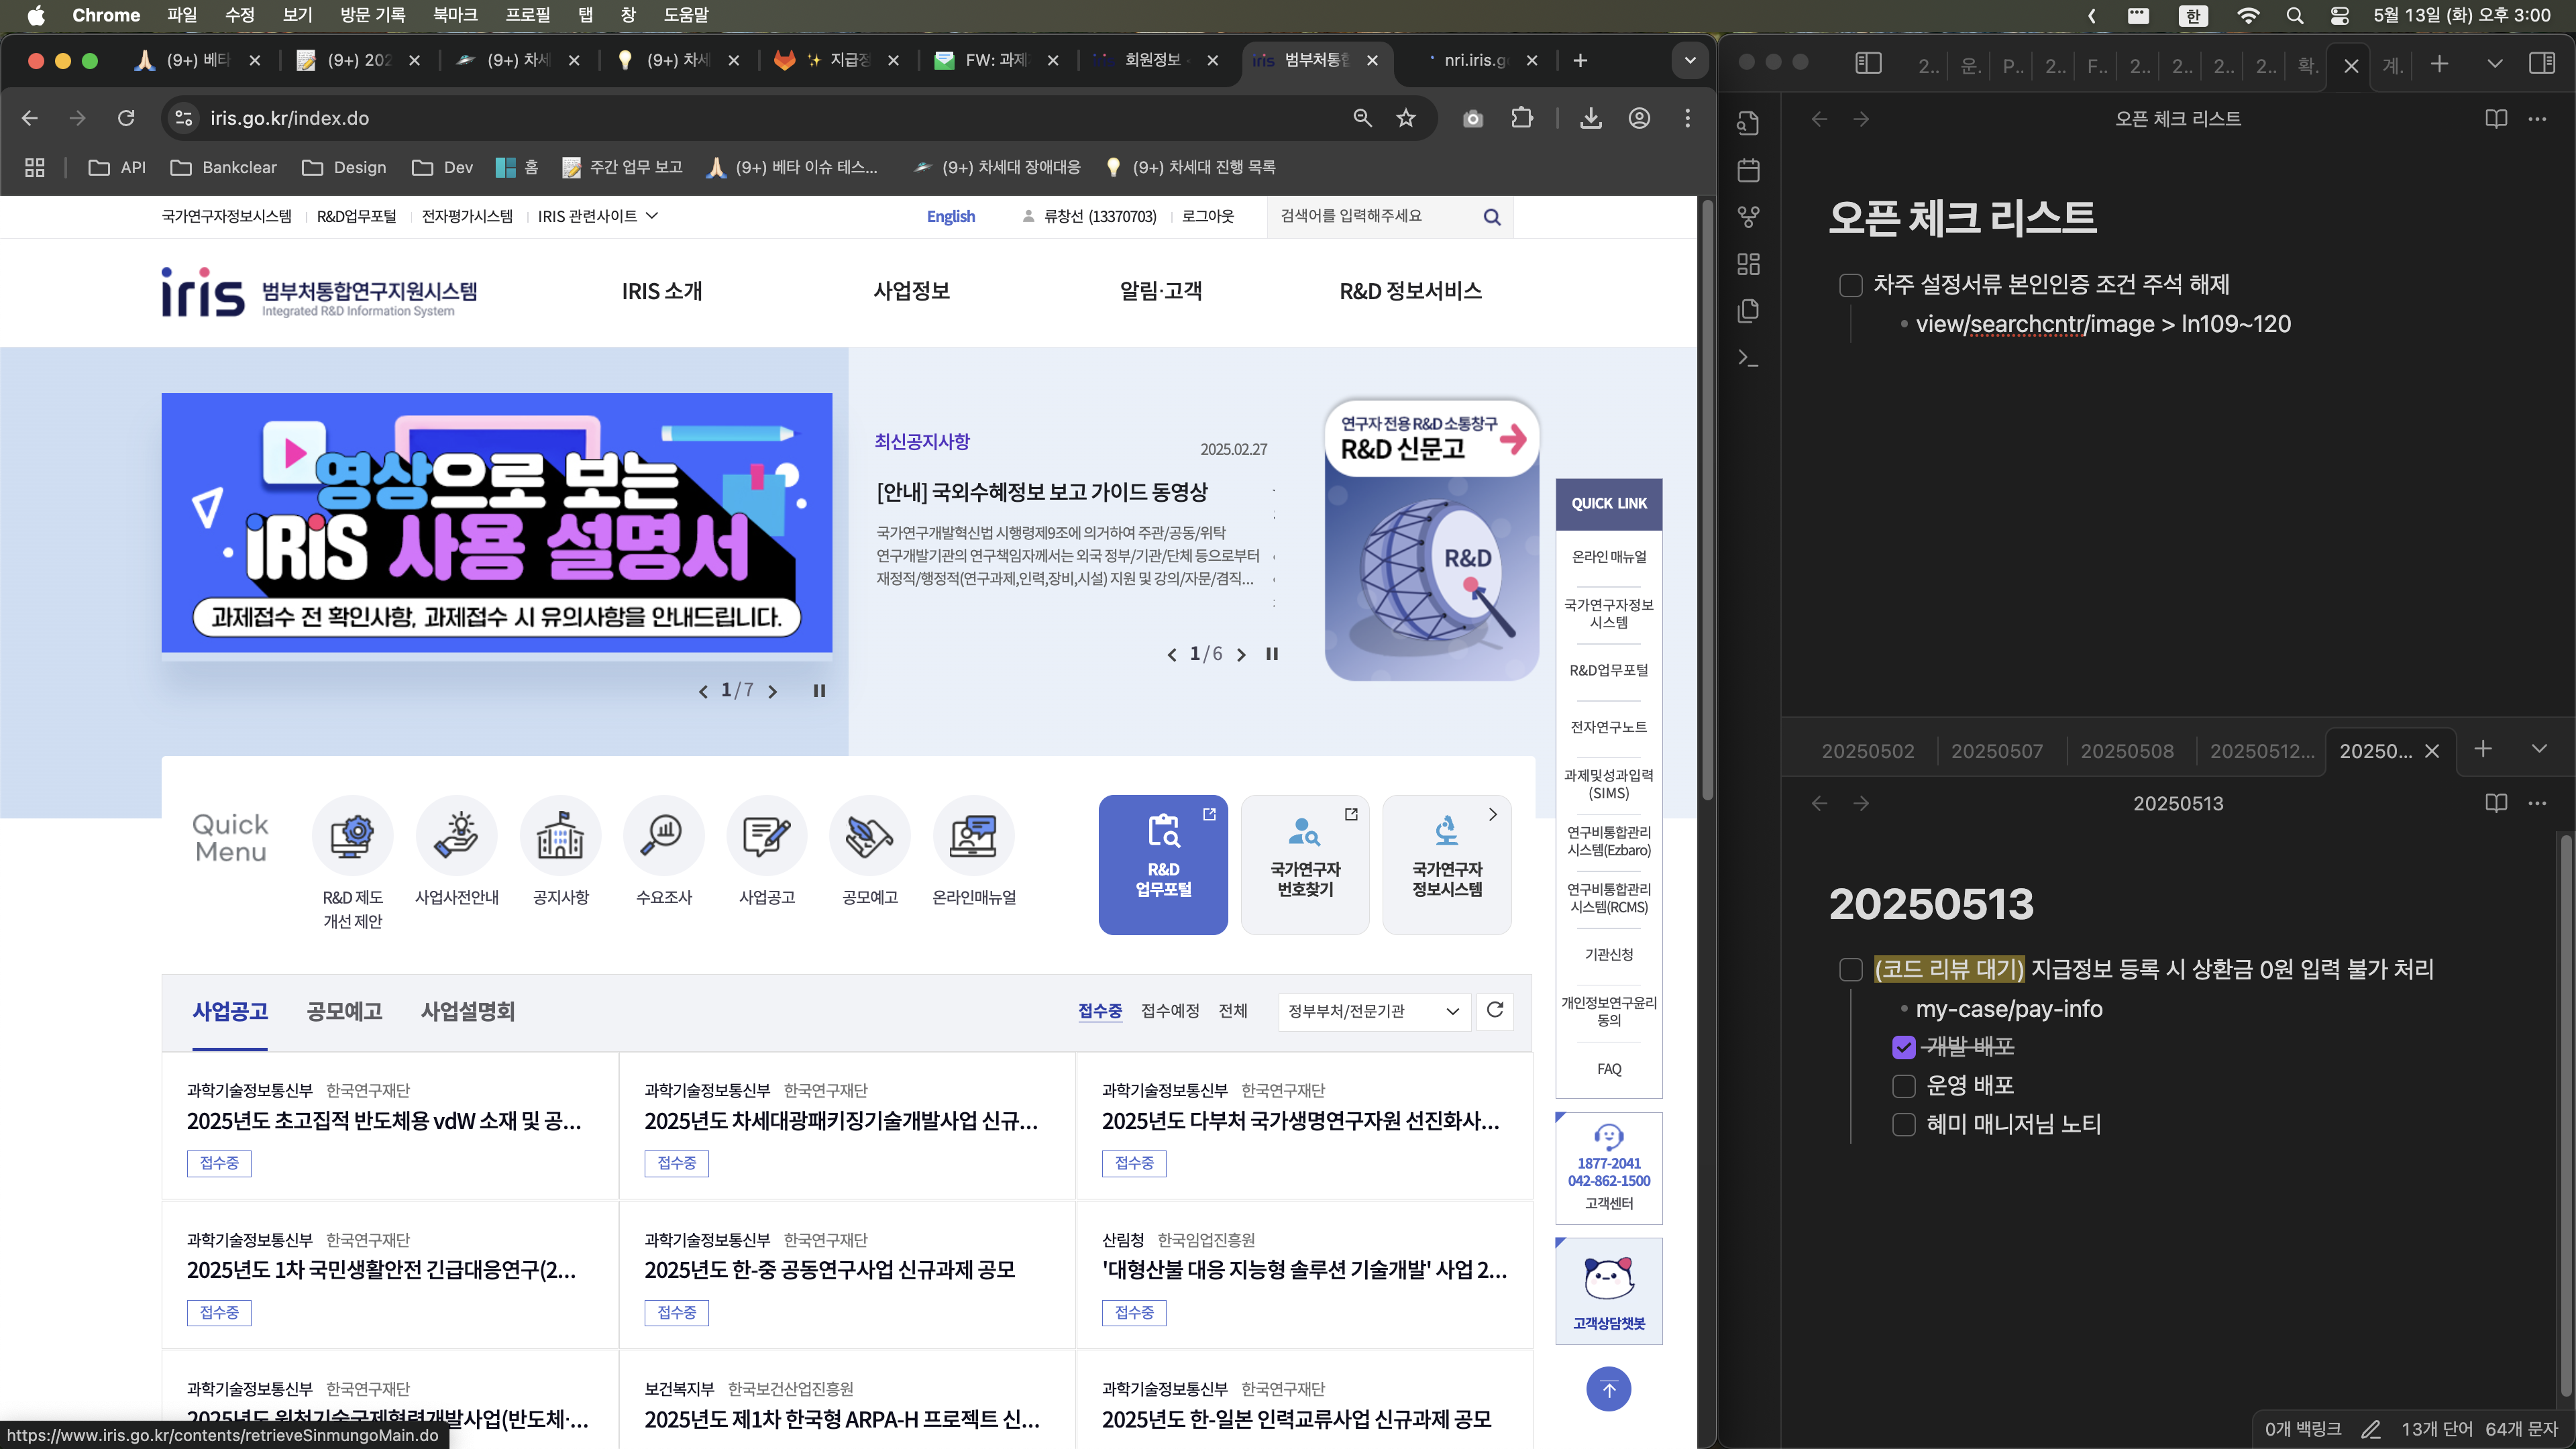 Chrome 파일 수정 보기 방문 기록 북마크 프로필 탭 창 도움말
한 5월 13일 (화) 오후 3:00
(9+) 베타 (9+) 202 (9+) 차세 (9+) 차세 지급정 FW: 과제 회원정보 범부처통합 nri.iris.g
iris.go.kr/index.do
API Bankclear Design Dev 홈 주간 업무 보고 (9+) 베타 이슈 테스... (9+) 차세대 장애대응 (9+) 차세대 진행 목록
국가연구자정보시스템 R&D업무포털 전자평가시스템 IRIS 관련사이트 English 류창선 (13370703) 로그아웃 검색어를 입력해주세요
iris 범부처통합연구지원시스템
Integrated R&D Information System
IRIS 소개 사업정보 알림·고객 R&D 정보서비스
영상으로 보는
iRiS 사용 설명서
과제접수 전 확인사항, 과제접수 시 유의사항을 안내드립니다.
1/7
최신공지사항 2025.02.27
[안내] 국외수혜정보 보고 가이드 동영상
국가연구개발혁신법 시행령제9조에 의거하여 주관/공동/위탁
연구개발기관의 연구책임자께서는 외국 정부/기관/단체 등으로부터
재정적/행정적(연구과제,인력,장비,시설) 지원 및 강의/자문/겸직...
1/6
연구자 전용 R&D 소통창구
R&D 신문고
R&D
QUICK LINK
온라인 매뉴얼
국가연구자정보
시스템
R&D업무포털
전자연구노트
과제및성과입력
(SIMS)
연구비통합관리
시스템(Ezbaro)
연구비통합관리
시스템(RCMS)
기관신청
개인정보연구윤리
동의
FAQ
1877-2041
042-862-1500
고객센터
고객상담챗봇
Quick
Menu
R&D 제도
개선 제안
사업사전안내
공지사항
수요조사
사업공고
공모예고
온라인매뉴얼
R&D
업무포털
국가연구자
번호찾기
국가연구자
정보시스템
사업공고 공모예고 사업설명회 접수중 접수예정 전체 정부부처/전문기관
과학기술정보통신부 한국연구재단
2025년도 초고집적 반도체용 vdW 소재 및 공...
접수중
과학기술정보통신부 한국연구재단
2025년도 차세대광패키징기술개발사업 신규...
접수중
과학기술정보통신부 한국연구재단
2025년도 다부처 국가생명연구자원 선진화사...
접수중
과학기술정보통신부 한국연구재단
2025년도 1차 국민생활안전 긴급대응연구(2...
접수중
과학기술정보통신부 한국연구재단
2025년도 한-중 공동연구사업 신규과제 공모
접수중
산림청 한국임업진흥원
'대형산불 대응 지능형 솔루션 기술개발' 사업 2...
접수중
과학기술정보통신부 한국연구재단
2025년도 원천기술국제협력개발사업(반도체·...
보건복지부 한국보건산업진흥원
2025년도 제1차 한국형 ARPA-H 프로젝트 신...
과학기술정보통신부 한국연구재단
2025년도 한-일본 인력교류사업 신규과제 공모
https://www.iris.go.kr/contents/retrieveSinmungoMain.do
2.. 운. P.. 2.. F.. 2.. 2.. 2.. 2.. 확. 계.
오픈 체크 리스트
오픈 체크 리스트
차주 설정서류 본인인증 조건 주석 해제
view/searchcntr/image > ln109~120
20250502 20250507 20250508 20250512... 20250...
20250513
20250513
(코드 리뷰 대기) 지급정보 등록 시 상환금 0원 입력 불가 처리
my-case/pay-info
개발 배포
운영 배포
혜미 매니저님 노티
0개 백링크 13개 단어 64개 문자